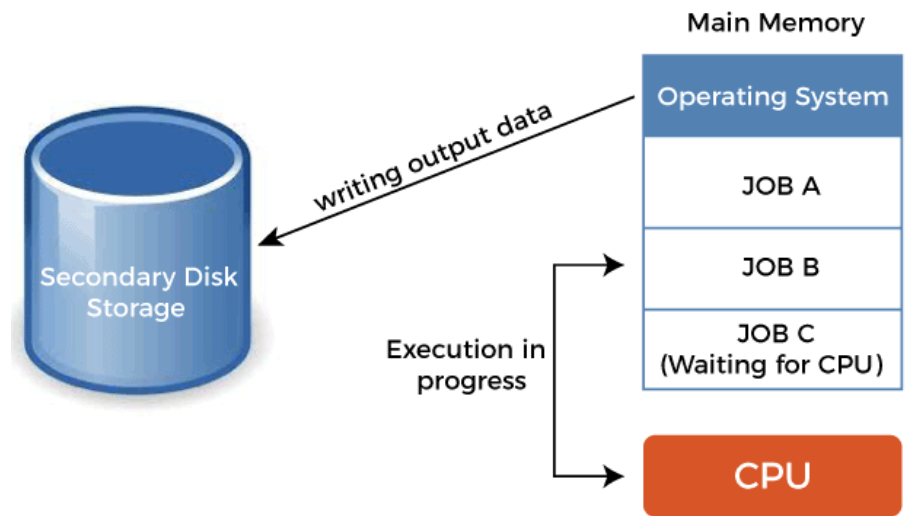 Main Memory
Operating System
writing output data
JOB A
Secondary Disk
Storage
JOB B
Execution in
progress
JOB C
(Waiting for CPU)
CPU